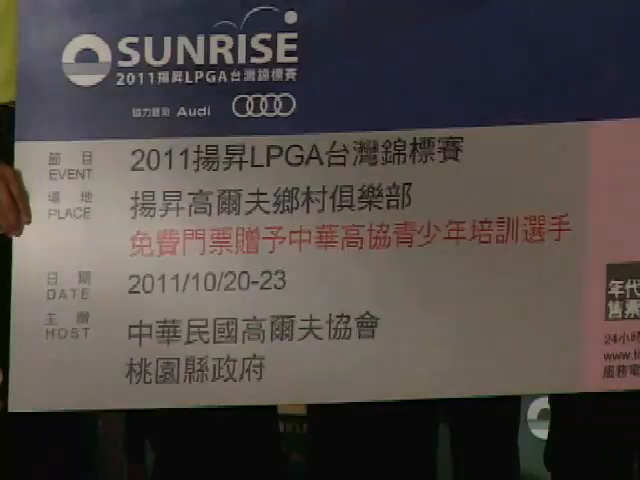 SUNRISE
2011揚昇LPGA台灣錦標賽
協力贊助 Audi
節目 2011揚昇LPGA台灣錦標賽
EVENT
場地 揚昇高爾夫鄉村俱樂部
PLACE
免費門票贈予中華高協青少年培訓選手
日期 2011/10/20-23
DATE
主辦 中華民國高爾夫協會
HOST
桃園縣政府
年代
售票
24小時
www.t
服務電